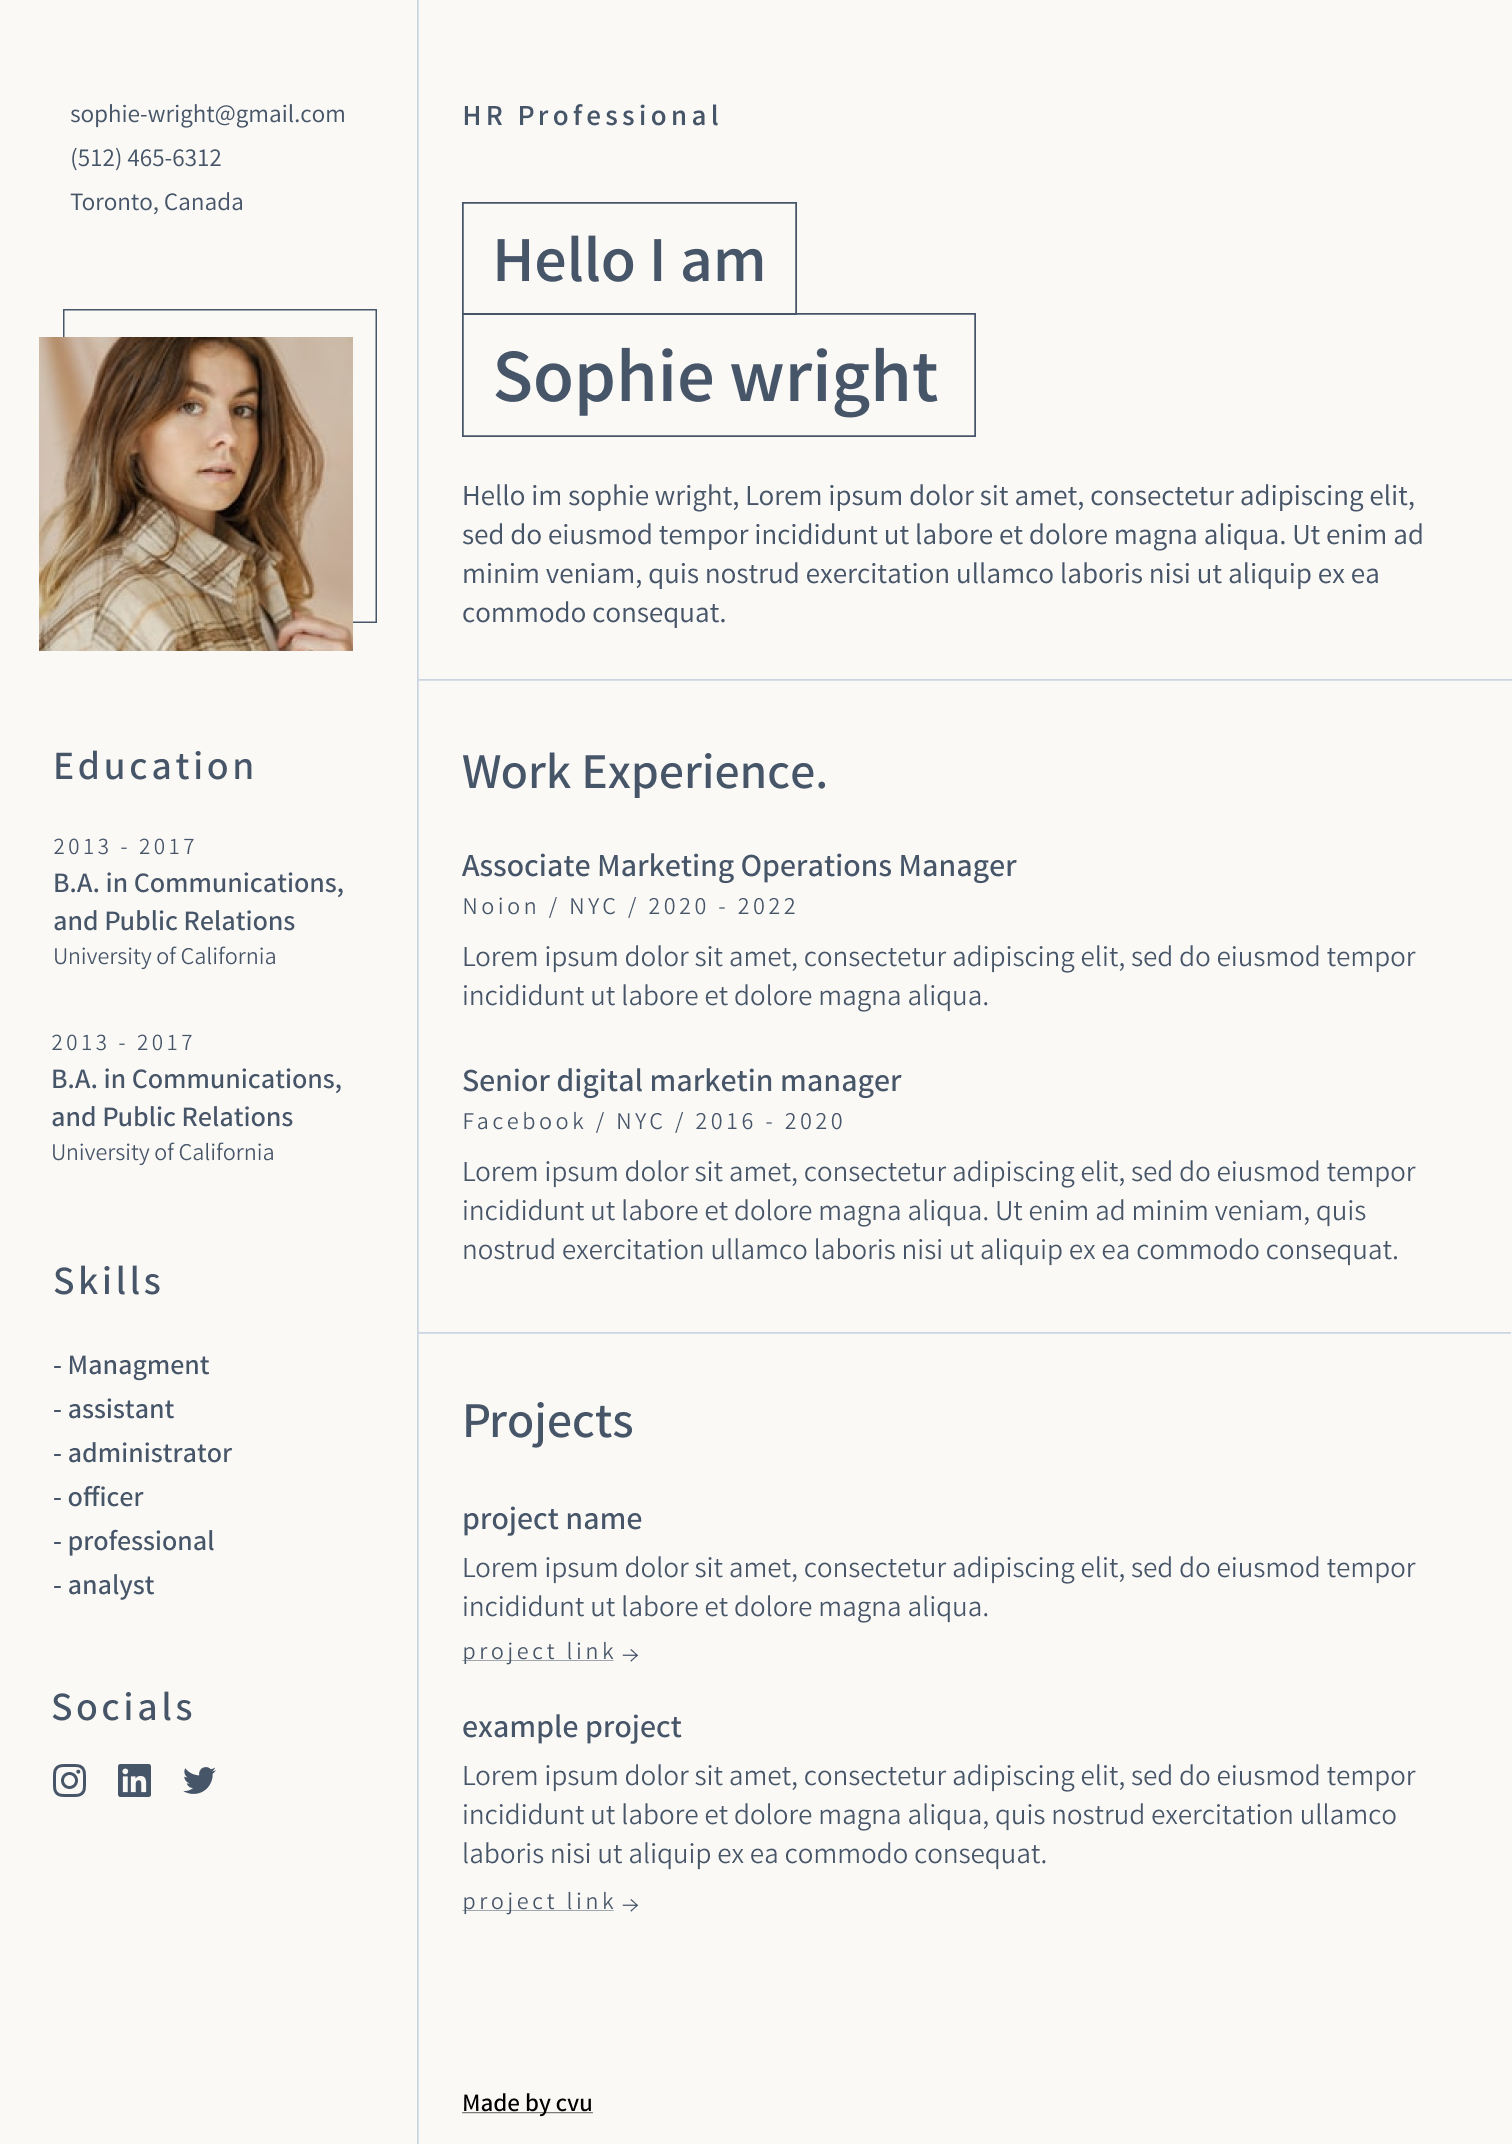 sophie-wright@gmail.com
(512) 465-6312
Toronto, Canada
Education
2013 - 2017
B.A. in Communications,
and Public Relations
University of California
2013 - 2017
B.A. in Communications,
and Public Relations
University of California
Skills
- Managment
- assistant
- administrator
- officer
- professional
- analyst
Socials
in
HR Professional
Hello I am
Sophie wright
Hello im sophie wright, Lorem ipsum dolor sit amet, consectetur adipiscing elit,
sed do eiusmod tempor incididunt ut labore et dolore magna aliqua. Ut enim ad
minim veniam, quis nostrud exercitation ullamco laboris nisi ut aliquip ex ea
commodo consequat.
Work Experience.
Associate Marketing Operations Manager
Noion / NYC / 2020 - 2022
Lorem ipsum dolor sit amet, consectetur adipiscing elit, sed do eiusmod tempor
incididunt ut labore et dolore magna aliqua.
Senior digital marketin manager
Facebook / NYC / 2016 - 2020
Lorem ipsum dolor sit amet, consectetur adipiscing elit, sed do eiusmod tempor
incididunt ut labore et dolore magna aliqua. Ut enim ad minim veniam, quis
nostrud exercitation ullamco laboris nisi ut aliquip ex ea commodo consequat.
Projects
project name
Lorem ipsum dolor sit amet, consectetur adipiscing elit, sed do eiusmod tempor
incididunt ut labore et dolore magna aliqua.
project link →
example project
Lorem ipsum dolor sit amet, consectetur adipiscing elit, sed do eiusmod tempor
incididunt ut labore et dolore magna aliqua, quis nostrud exercitation ullamco
laboris nisi ut aliquip ex ea commodo consequat.
project link →
Made by cvu